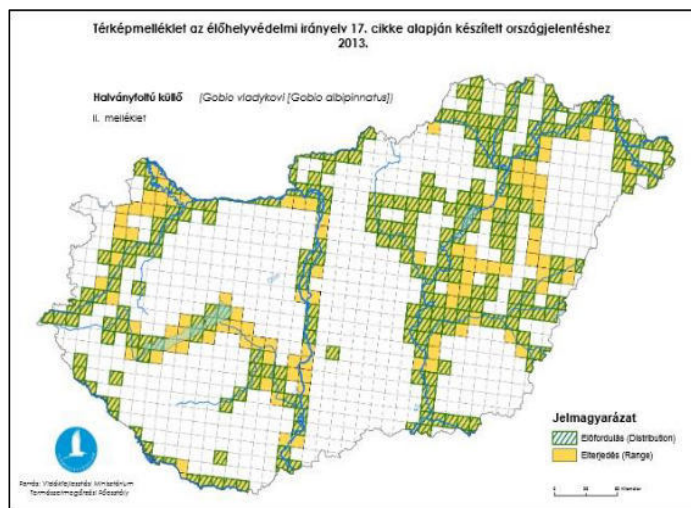 Térképmelléklet az élőhelyvédelmi irányelv 17. cikke alapján készített országjelentéshez
2013.
Halványfoltú küllő (Gobio vladykovi [Gobio albipinnatus])
II. melléklet
Jelmagyarázat
Előfordulás (Distribution)
Elterjedés (Range)
Forrás: Vidékfejlesztési Minisztérium
Természetmegőrzési Főosztály